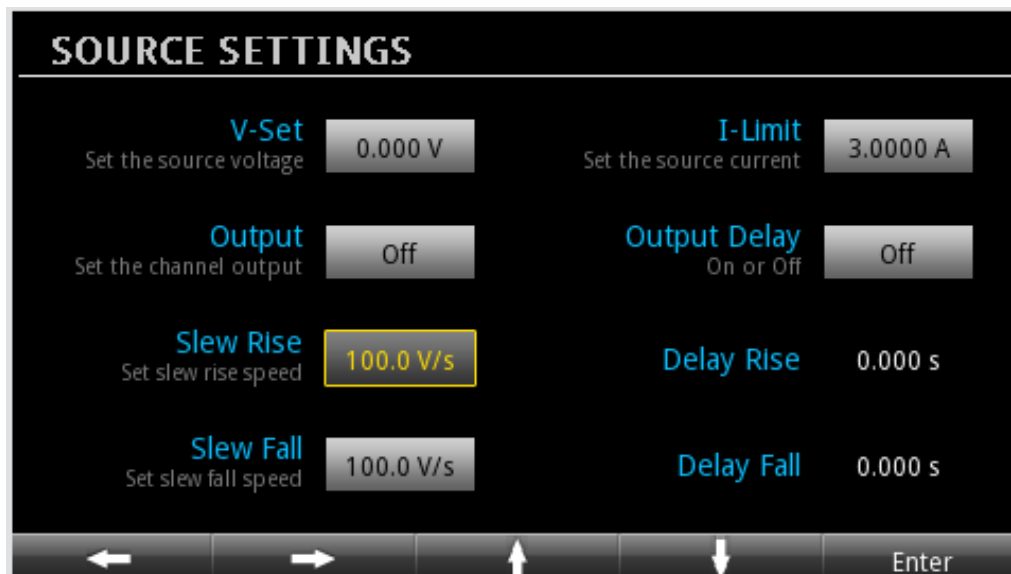 SOURCE SETTINGS
V-Set
Set the source voltage
0.000 V
I-Limit
Set the source current
3.0000 A
Output
Set the channel output
Off
Output Delay
On or Off
Off
Slew Rise
Set slew rise speed
100.0 V/s
Delay Rise
0.000 s
Slew Fall
Set slew fall speed
100.0 V/s
Delay Fall
0.000 s
Enter